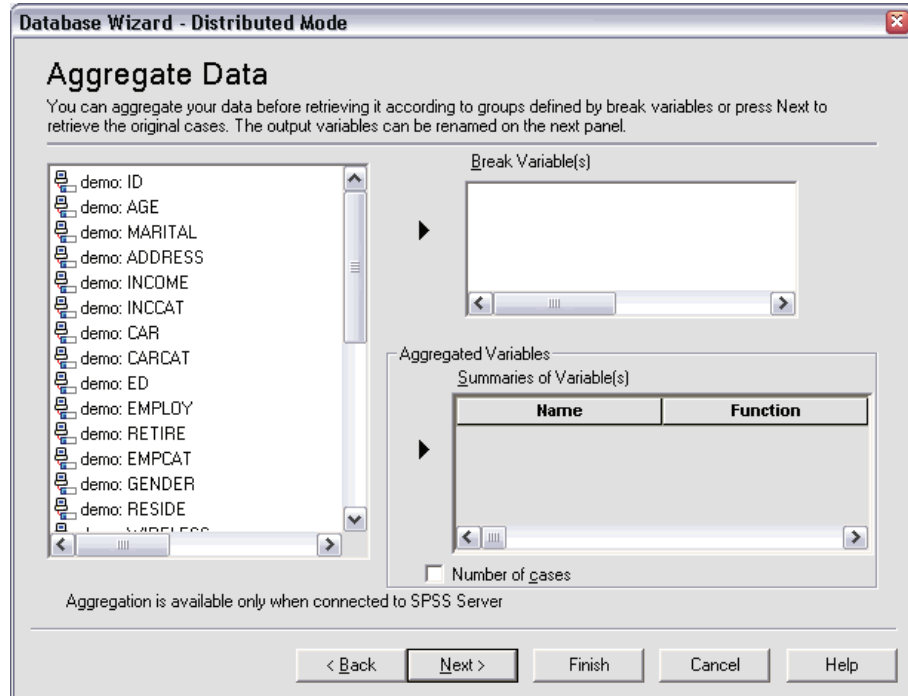 Database Wizard - Distributed Mode
Aggregate Data
You can aggregate your data before retrieving it according to groups defined by break variables or press Next to
retrieve the original cases. The output variables can be renamed on the next panel.
demo: ID
demo: AGE
demo: MARITAL
demo: ADDRESS
demo: INCOME
demo: INCCAT
demo: CAR
demo: CARCAT
demo: ED
demo: EMPLOY
demo: RETIRE
demo: EMPCAT
demo: GENDER
demo: RESIDE
demo: WIRELESS
Break Variable(s)
Aggregated Variables
Summaries of Variable(s)
Name Function
Number of cases
Aggregation is available only when connected to SPSS Server
< Back Next > Finish Cancel Help